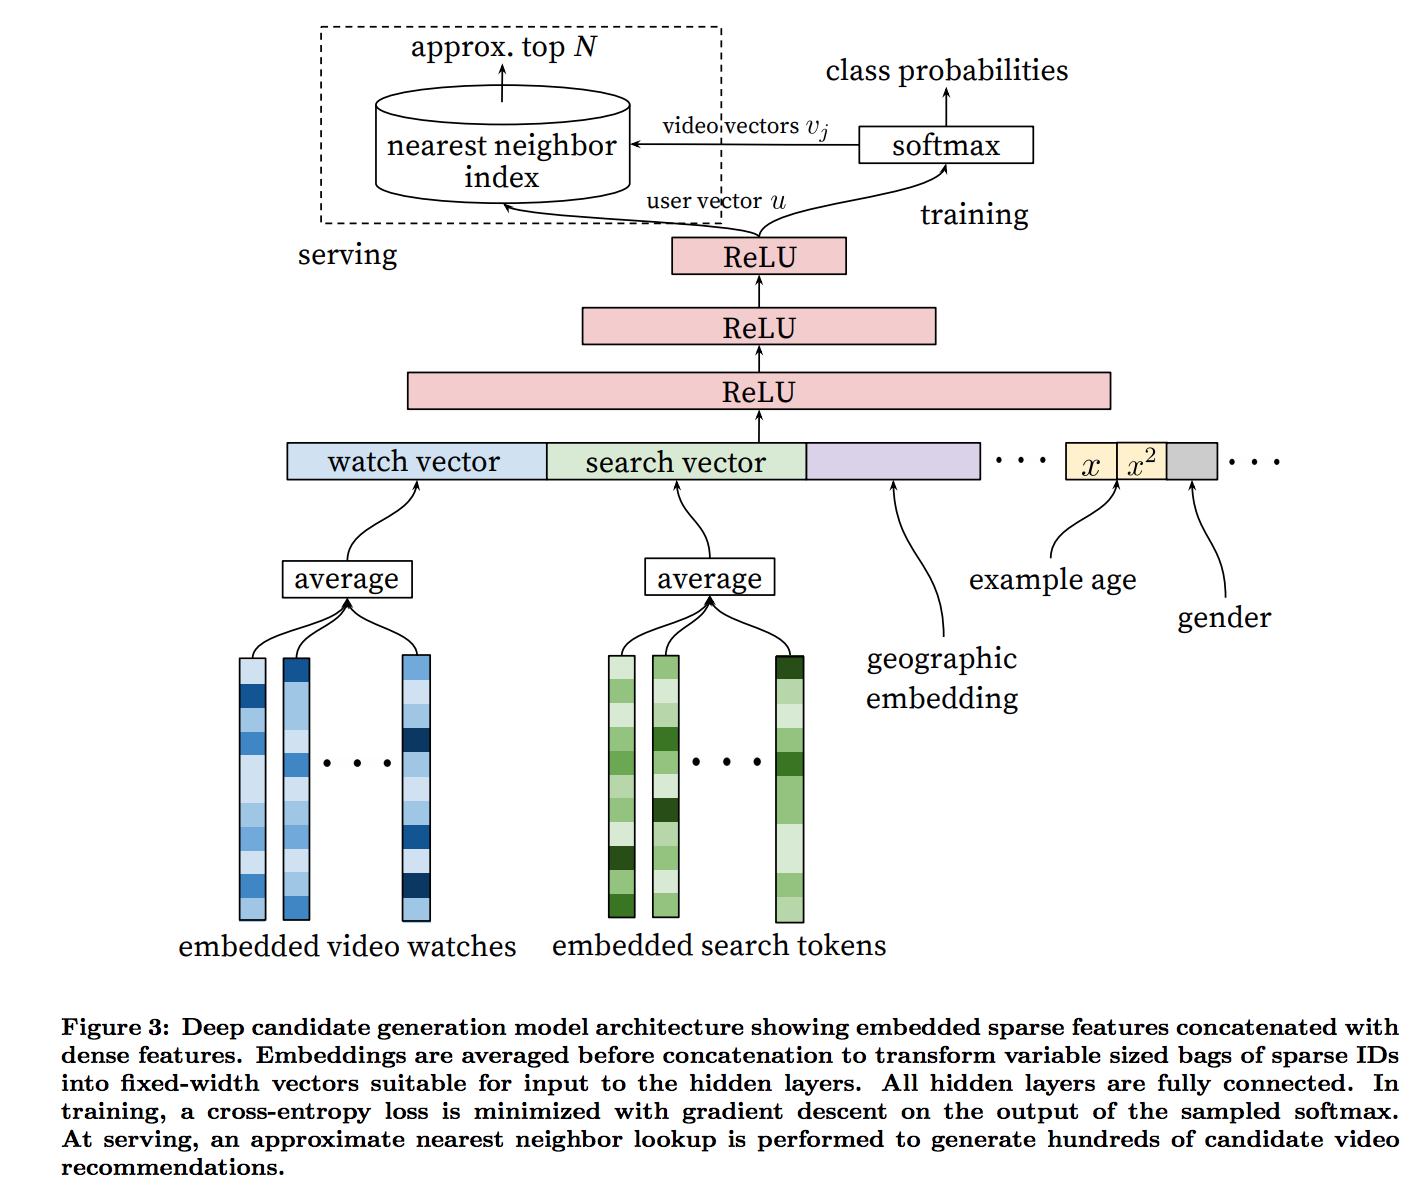 approx. top N
class probabilities
nearest neighbor
index
video vectors vⱼ
softmax
user vector u
training
serving
ReLU
ReLU
ReLU
watch vector
search vector
. . .
x
x²
. . .
average
average
example age
gender
geographic
embedding
. . .
. . .
embedded video watches
embedded search tokens
Figure 3: Deep candidate generation model architecture showing embedded sparse features concatenated with
dense features. Embeddings are averaged before concatenation to transform variable sized bags of sparse IDs
into fixed-width vectors suitable for input to the hidden layers. All hidden layers are fully connected. In
training, a cross-entropy loss is minimized with gradient descent on the output of the sampled softmax.
At serving, an approximate nearest neighbor lookup is performed to generate hundreds of candidate video
recommendations.